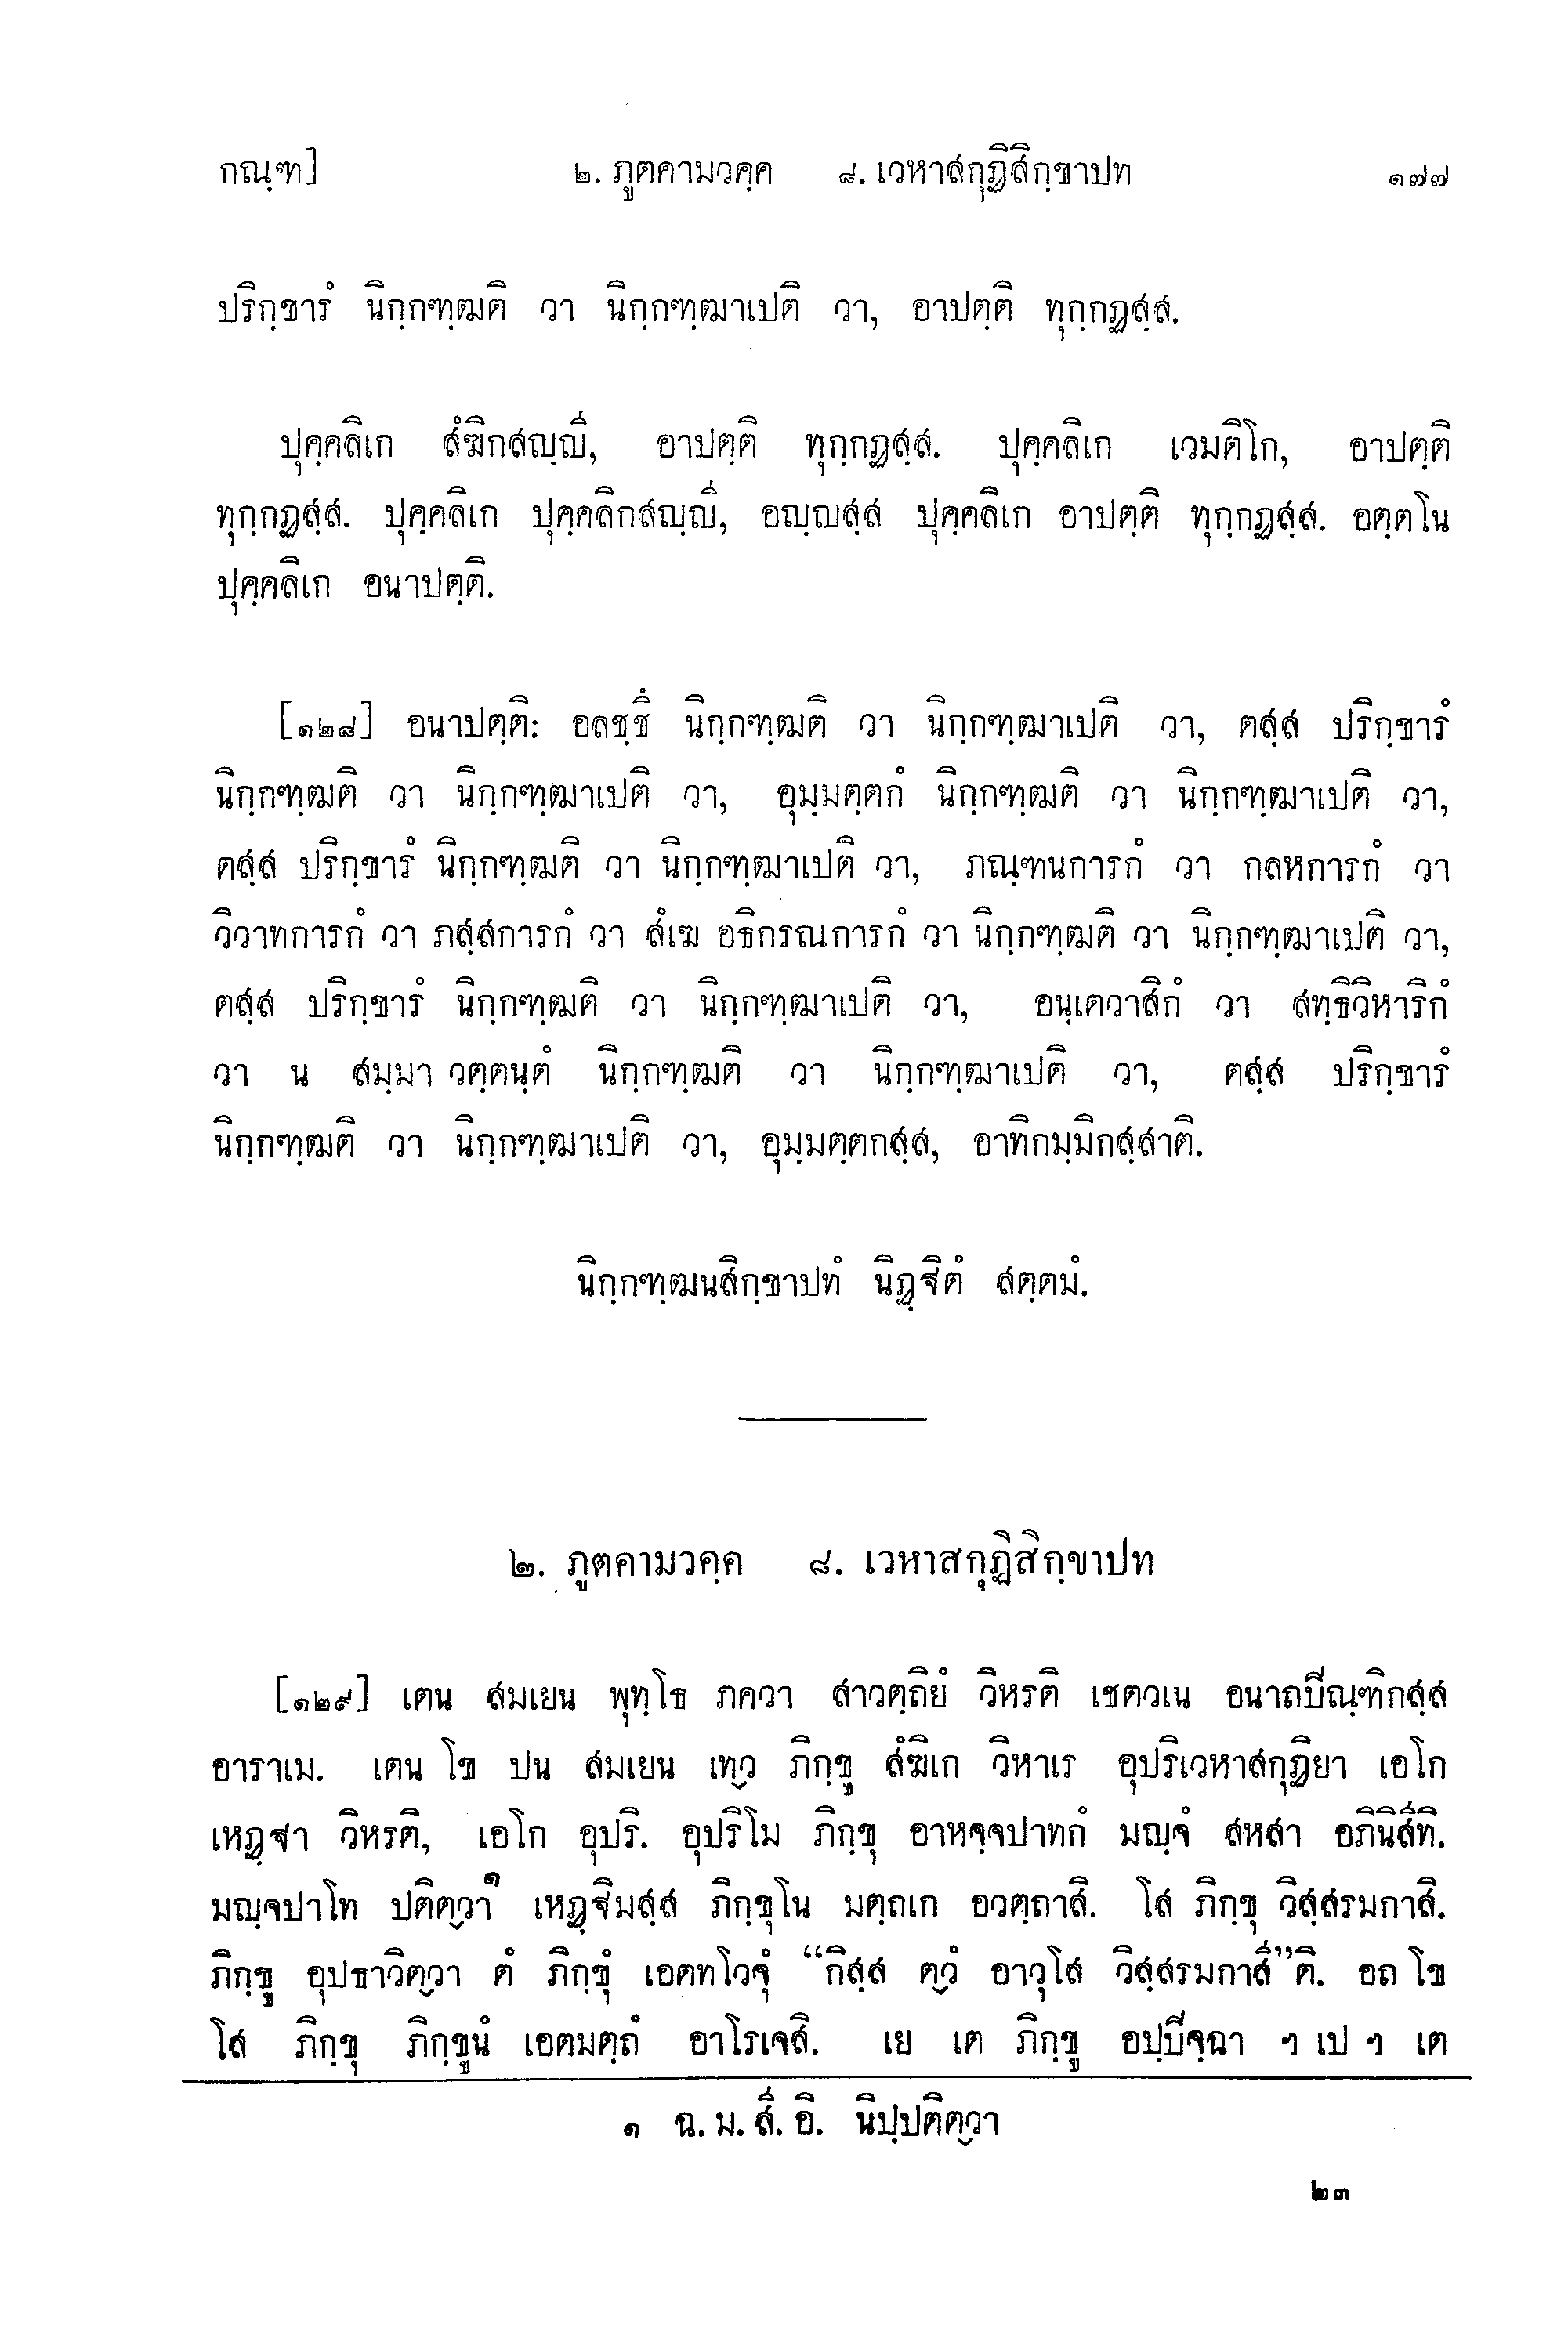 กณฺฑ] ๒. ภูตคามวคฺค ๘. เวหาสกุฏิสิกฺขาปท ๑๗๗
ปริกฺขารํ นิกฺกฑฺฒติ วา นิกฺกฑฺฒาเปติ วา, อาปตฺติ ทุกฺกฏสฺส.
ปุคฺคลิเก สํฆิกสญฺญี, อาปตฺติ ทุกฺกฏสฺส. ปุคฺคลิเก เวมติโก, อาปตฺติ
ทุกฺกฏสฺส. ปุคฺคลิเก ปุคฺคลิกสญฺญี, อญฺญสฺส ปุคฺคลิเก อาปตฺติ ทุกฺกฏสฺส. อตฺตโน
ปุคฺคลิเก อนาปตฺติ.
[๑๒๘] อนาปตฺติ: อลชฺชึ นิกฺกฑฺฒติ วา นิกฺกฑฺฒาเปติ วา, ตสฺส ปริกฺขารํ
นิกฺกฑฺฒติ วา นิกฺกฑฺฒาเปติ วา, อุมฺมตฺตกํ นิกฺกฑฺฒติ วา นิกฺกฑฺฒาเปติ วา,
ตสฺส ปริกฺขารํ นิกฺกฑฺฒติ วา นิกฺกฑฺฒาเปติ วา, ภณฺฑนการกํ วา กลหการกํ วา
วิวาทการกํ วา ภสฺสการกํ วา สํเฆ อธิกรณการกํ วา นิกฺกฑฺฒติ วา นิกฺกฑฺฒาเปติ วา,
ตสฺส ปริกฺขารํ นิกฺกฑฺฒติ วา นิกฺกฑฺฒาเปติ วา, อนฺเตวาสิกํ วา สทฺธิวิหาริกํ
วา น สมฺมา วตฺตนฺตํ นิกฺกฑฺฒติ วา นิกฺกฑฺฒาเปติ วา, ตสฺส ปริกฺขารํ
นิกฺกฑฺฒติ วา นิกฺกฑฺฒาเปติ วา, อุมฺมตฺตกสฺส, อาทิกมฺมิกสฺสาติ.
นิกฺกฑฺฒนสิกฺขาปทํ นิฏฺฐิตํ สตฺตมํ.
๒. ภูตคามวคฺค ๘. เวหาสกุฏิสิกฺขาปท
[๑๒๙] เตน สมเยน พุทฺโธ ภควา สาวตฺถิยํ วิหรติ เชตวเน อนาถปิณฺฑิกสฺส
อาราเม. เตน โข ปน สมเยน เทฺว ภิกฺขู สํฆิเก วิหาเร อุปริเวหาสกุฏิยา เอโก
เหฏฺฐา วิหรติ, เอโก อุปริ. อุปริโม ภิกฺขุ อาหจฺจปาทกํ มญฺจํ สหสา อภินิสีทิ.
มญฺจปาโท ปติตฺวา๑ เหฏฺฐิมสฺส ภิกฺขุโน มตฺถเก อวตฺถาสิ. โส ภิกฺขุ วิสฺสรมกาสิ.
ภิกฺขู อุปธาวิตฺวา ตํ ภิกฺขุํ เอตทโวจุํ “กิสฺส ตฺวํ อาวุโส วิสฺสรมกาสี”ติ. อถ โข
โส ภิกฺขุ ภิกฺขูนํ เอตมตฺถํ อาโรเจสิ. เย เต ภิกฺขู อปฺปิจฺฉา ฯ เป ฯ เต
๑ ฉ. ม. สี. อิ. นิปฺปติตฺวา
๒๓